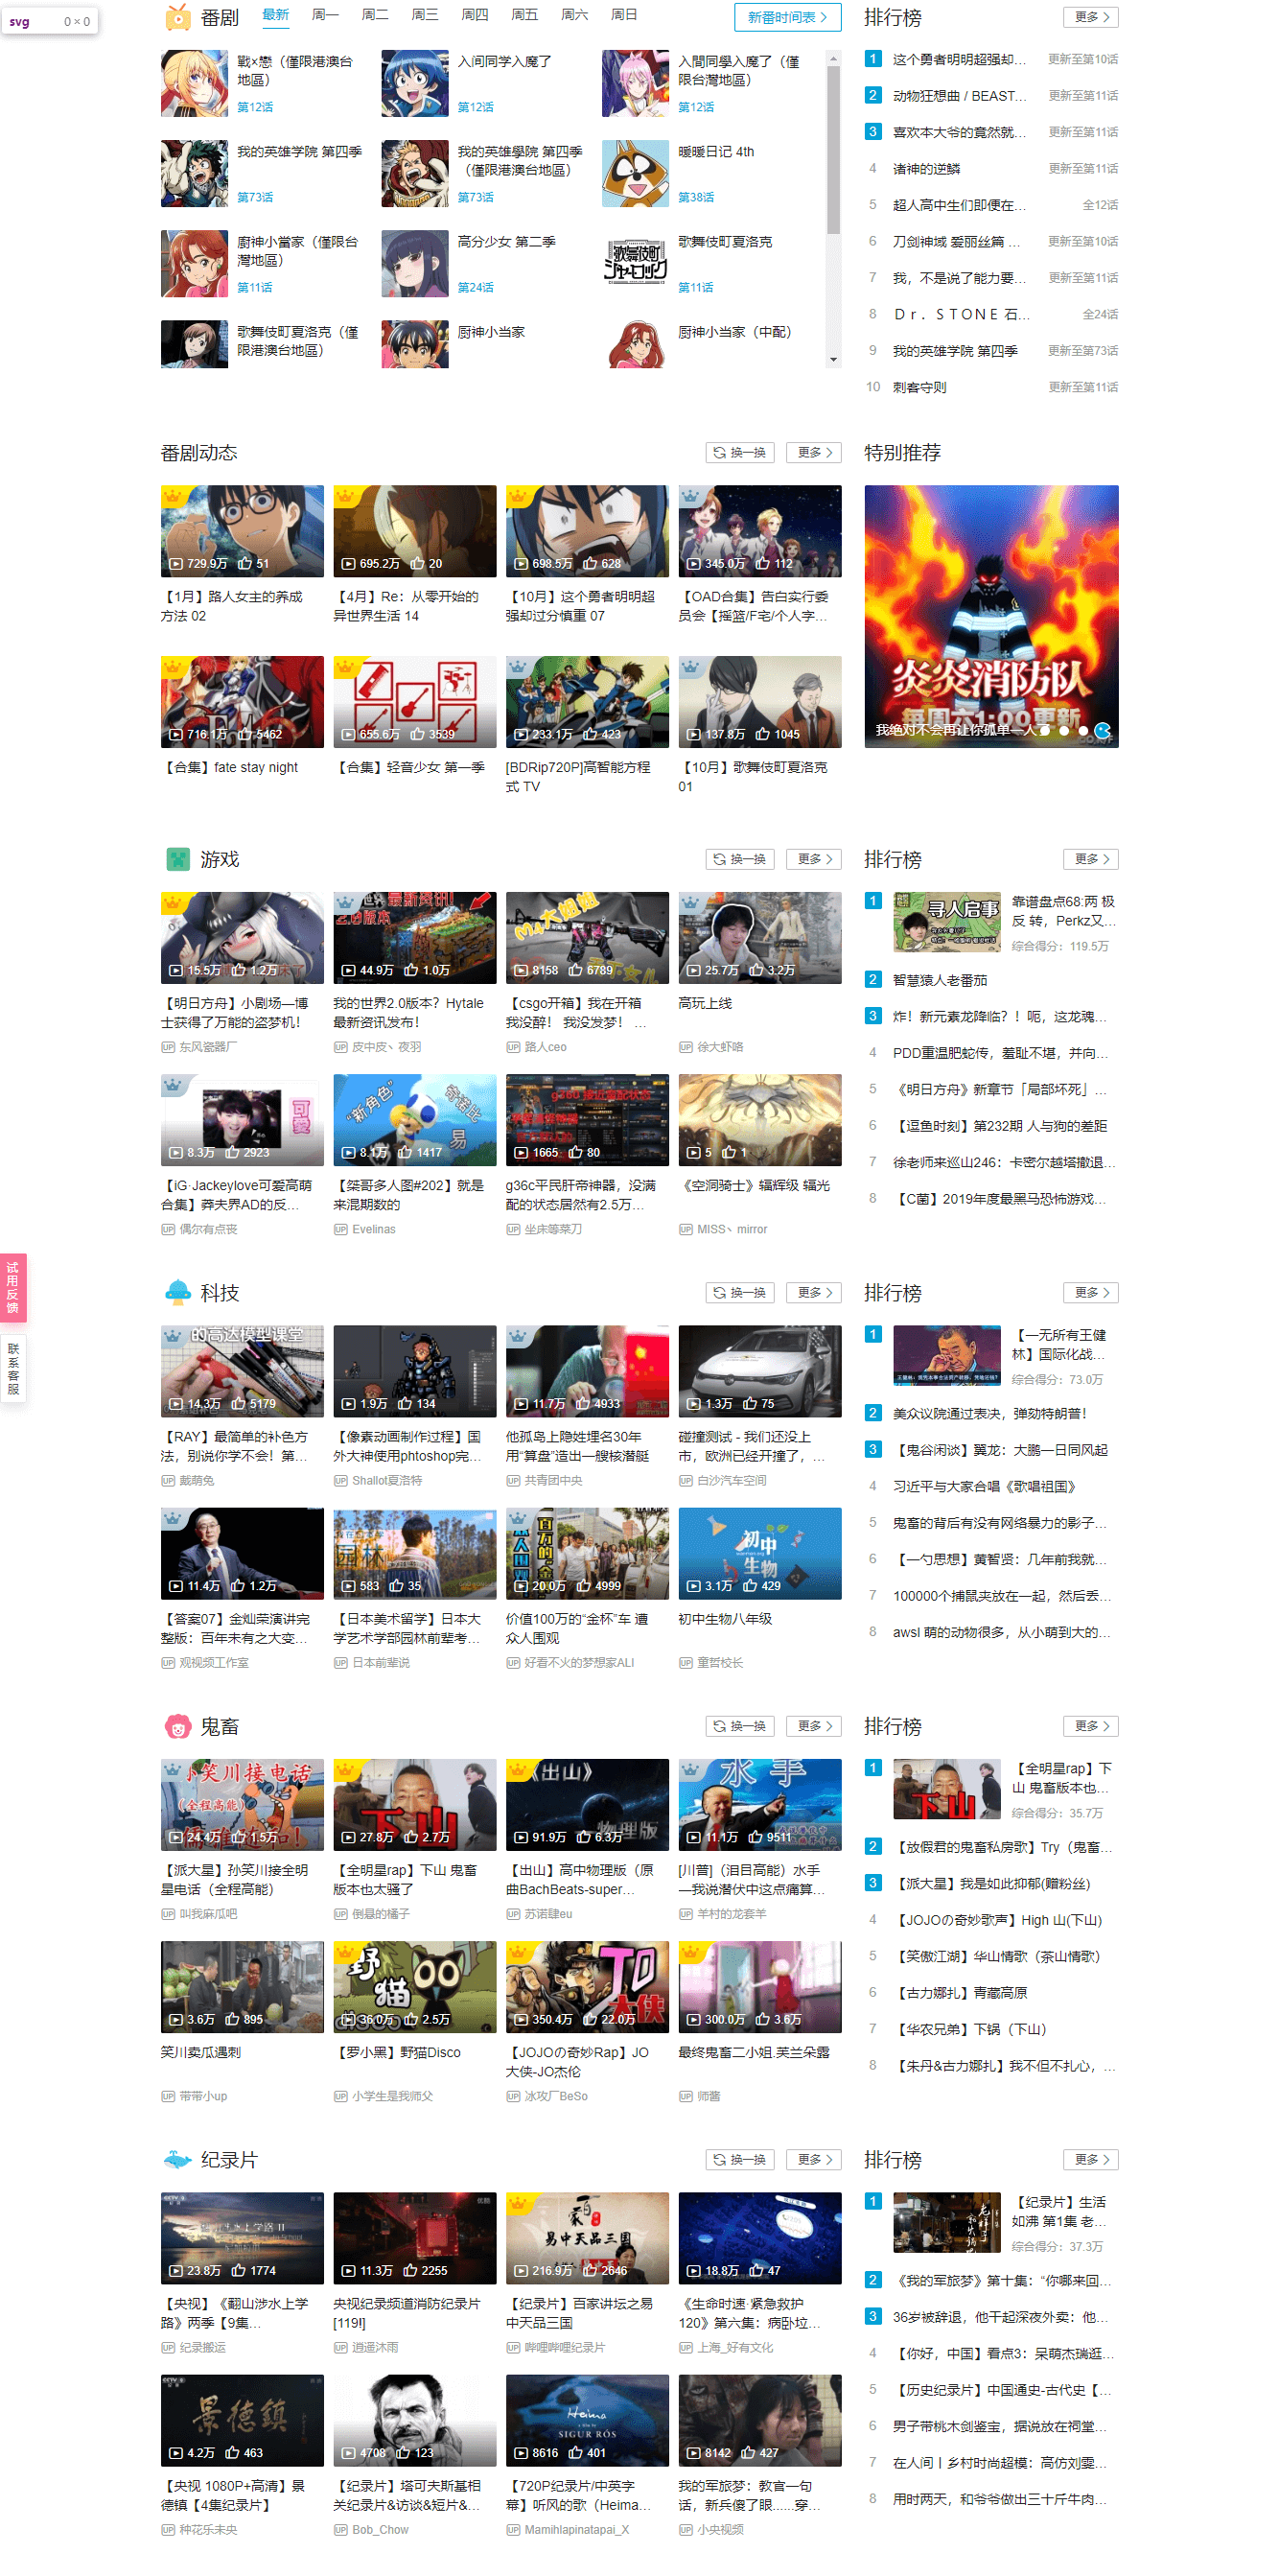 svg 0 × 0
番剧 最新 周一 周二 周三 周四 周五 周六 周日 新番时间表
戰×戀（僅限港澳台
地區）
第12话
入间同学入魔了
第12话
入間同學入魔了（僅
限台灣地區）
第12话
我的英雄学院 第四季
第73话
我的英雄學院 第四季
（僅限港澳台地區）
第73话
暖暖日记 4th
第38话
廚神小當家（僅限台
灣地區）
第11话
高分少女 第二季
第24话
歌舞伎町夏洛克
第11话
歌舞伎町夏洛克（僅
限港澳台地區）
厨神小当家
厨神小当家（中配）
排行榜 更多
1 这个勇者明明超强却… 更新至第10话
2 动物狂想曲 / BEAST… 更新至第11话
3 喜欢本大爷的竟然就… 更新至第11话
4 诸神的逆鳞 更新至第11话
5 超人高中生们即便在… 全12话
6 刀剑神域 爱丽丝篇 … 更新至第10话
7 我，不是说了能力要… 更新至第11话
8 Ｄｒ．ＳＴＯＮＥ 石… 全24话
9 我的英雄学院 第四季 更新至第73话
10 刺客守则 更新至第11话
番剧动态 换一换 更多
729.9万 51
【1月】路人女主的养成
方法 02
695.2万 20
【4月】Re：从零开始的
异世界生活 14
698.5万 628
【10月】这个勇者明明超
强却过分慎重 07
345.0万 112
【OAD合集】告白实行委
员会【摇篮/F宅/个人字…
716.1万 5462
【合集】fate stay night
655.6万 3539
【合集】轻音少女 第一季
233.1万 423
[BDRip720P]高智能方程
式 TV
137.8万 1045
【10月】歌舞伎町夏洛克
01
特别推荐
炎炎消防队
我绝对不会再让你孤单一人
游戏 换一换 更多
15.5万 1.2万
【明日方舟】小剧场—博
士获得了万能的盗梦机！
东风瓷器厂
44.9万 1.0万
我的世界2.0版本？Hytale
最新资讯发布！
皮中皮丶夜羽
8158 6789
【csgo开箱】我在开箱
我没醉！ 我没发梦！ …
路人ceo
25.7万 3.2万
高玩上线
徐大虾咯
8.3万 2923
【iG·Jackeylove可爱高萌
合集】莽夫界AD的反…
偶尔有点丧
8.1万 1417
【桀哥多人图#202】就是
来混期数的
Evelinas
1665 80
g36c平民肝帝神器，没满
配的状态居然有2.5万…
坐床等菜刀
5 1
《空洞骑士》辐辉级 辐光
MISS丶mirror
排行榜 更多
1 寻人启事
靠谱盘点68:两 极
反 转，Perkz又…
综合得分：119.5万
2 智慧猿人老番茄
3 炸！新元素龙降临？！呃，这龙魂…
4 PDD重温肥蛇传，羞耻不堪，并向…
5 《明日方舟》新章节「局部坏死」…
6 【逗鱼时刻】第232期 人与狗的差距
7 徐老师来巡山246：卡密尔越塔撤退…
8 【C菌】2019年度最黑马恐怖游戏…
试用反馈
联系客服
科技 换一换 更多
的高达模型课堂
14.3万 5179
【RAY】最简单的补色方
法，别说你学不会！第…
戴萌兔
1.9万 134
【像素动画制作过程】国
外大神使用phtoshop完…
Shallot夏洛特
11.7万 4933
他孤岛上隐姓埋名30年
用“算盘”造出一艘核潜艇
共青团中央
1.3万 75
碰撞测试 - 我们还没上
市，欧洲已经开撞了，…
白沙汽车空间
11.4万 1.2万
【答案07】金灿荣演讲完
整版：百年未有之大变…
观视频工作室
园林
583 35
【日本美术留学】日本大
学艺术学部园林前辈考…
日本前辈说
20.0万 4999
价值100万的“金杯”车 遭
众人围观
好看不火的梦想家ALI
初中
生物
3.1万 429
初中生物八年级
童哲校长
排行榜 更多
1 【一无所有王健
林】国际化战…
综合得分：73.0万
2 美众议院通过表决，弹劾特朗普！
3 【鬼谷闲谈】翼龙：大鹏一日同风起
4 习近平与大家合唱《歌唱祖国》
5 鬼畜的背后有没有网络暴力的影子…
6 【一勺思想】黄智贤：几年前我就…
7 100000个捕鼠夹放在一起，然后丢…
8 awsl 萌的动物很多，从小萌到大的…
鬼畜 换一换 更多
24.4万 1.5万
【派大星】孙笑川接全明
星电话（全程高能）
叫我麻瓜吧
下山
27.8万 2.7万
【全明星rap】下山 鬼畜
版本也太骚了
倒悬的橘子
《出山》
物理版
91.9万 6.3万
【出山】高中物理版（原
曲BachBeats-super…
苏诺肆eu
水手
11.1万 9511
[川普]（泪目高能）水手
—我说潜伏中这点痛算…
羊村的龙套羊
3.6万 895
笑川卖瓜遇刺
带带小up
野猫
disco
36.0万 2.5万
【罗小黑】野猫Disco
小学生是我师父
JO
大侠
350.4万 22.0万
【JOJOの奇妙Rap】JO
大侠-JO杰伦
冰攻厂BeSo
300.0万 3.6万
最终鬼畜二小姐.芙兰朵露
师酱
排行榜 更多
1 下山
【全明星rap】下
山 鬼畜版本也…
综合得分：35.7万
2 【放假君的鬼畜私房歌】Try（鬼畜…
3 【派大星】我是如此抑郁(赠粉丝)
4 【JOJOの奇妙歌声】High 山(下山)
5 【笑傲江湖】华山情歌（茶山情歌）
6 【古力娜扎】青藏高原
7 【华农兄弟】下锅（下山）
8 【朱丹&古力娜扎】我不但不扎心，…
纪录片 换一换 更多
23.8万 1774
【央视】《翻山涉水上学
路》两季【9集…
纪录搬运
11.3万 2255
央视纪录频道消防纪录片
[119!]
逍遥沐雨
易中天品三国
216.9万 2646
【纪录片】百家讲坛之易
中天品三国
哔哩哔哩纪录片
18.8万 47
《生命时速·紧急救护
120》第六集：病卧垃…
上海_好有文化
景德镇
4.2万 463
【央视 1080P+高清】景
德镇【4集纪录片】
种花乐未央
4708 123
【纪录片】塔可夫斯基相
关纪录片&访谈&短片&…
Bob_Chow
Heima
SIGUR RÓS
8616 401
【720P纪录片/中英字
幕】听风的歌（Heima…
Mamihlapinatapai_X
8142 427
我的军旅梦：教官一句
话，新兵傻了眼......穿…
小央视频
排行榜 更多
1 【纪录片】生活
如沸 第1集 老…
综合得分：37.3万
2 《我的军旅梦》第十集：“你哪来回…
3 36岁被辞退，他干起深夜外卖：他…
4 【你好，中国】看点3：呆萌杰瑞逛…
5 【历史纪录片】中国通史-古代史【…
6 男子带桃木剑鉴宝，据说放在祠堂…
7 在人间丨乡村时尚超模：高仿刘雯…
8 用时两天，和爷爷做出三十斤牛肉…